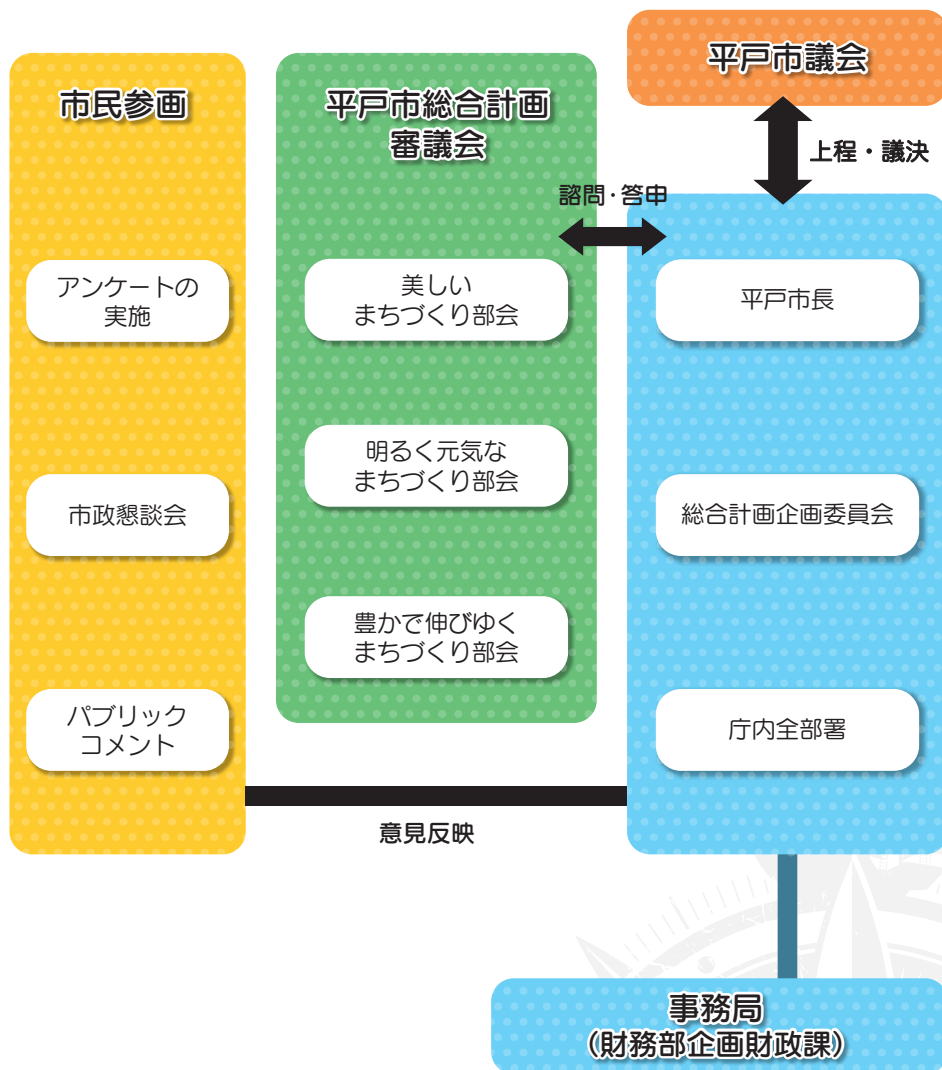 市民参画
アンケートの
実施
市政懇談会
パブリック
コメント
平戸市総合計画
審議会
美しい
まちづくり部会
明るく元気な
まちづくり部会
豊かで伸びゆく
まちづくり部会
諮問・答申
平戸市議会
上程・議決
平戸市長
総合計画企画委員会
庁内全部署
意見反映
事務局
（財務部企画財政課）